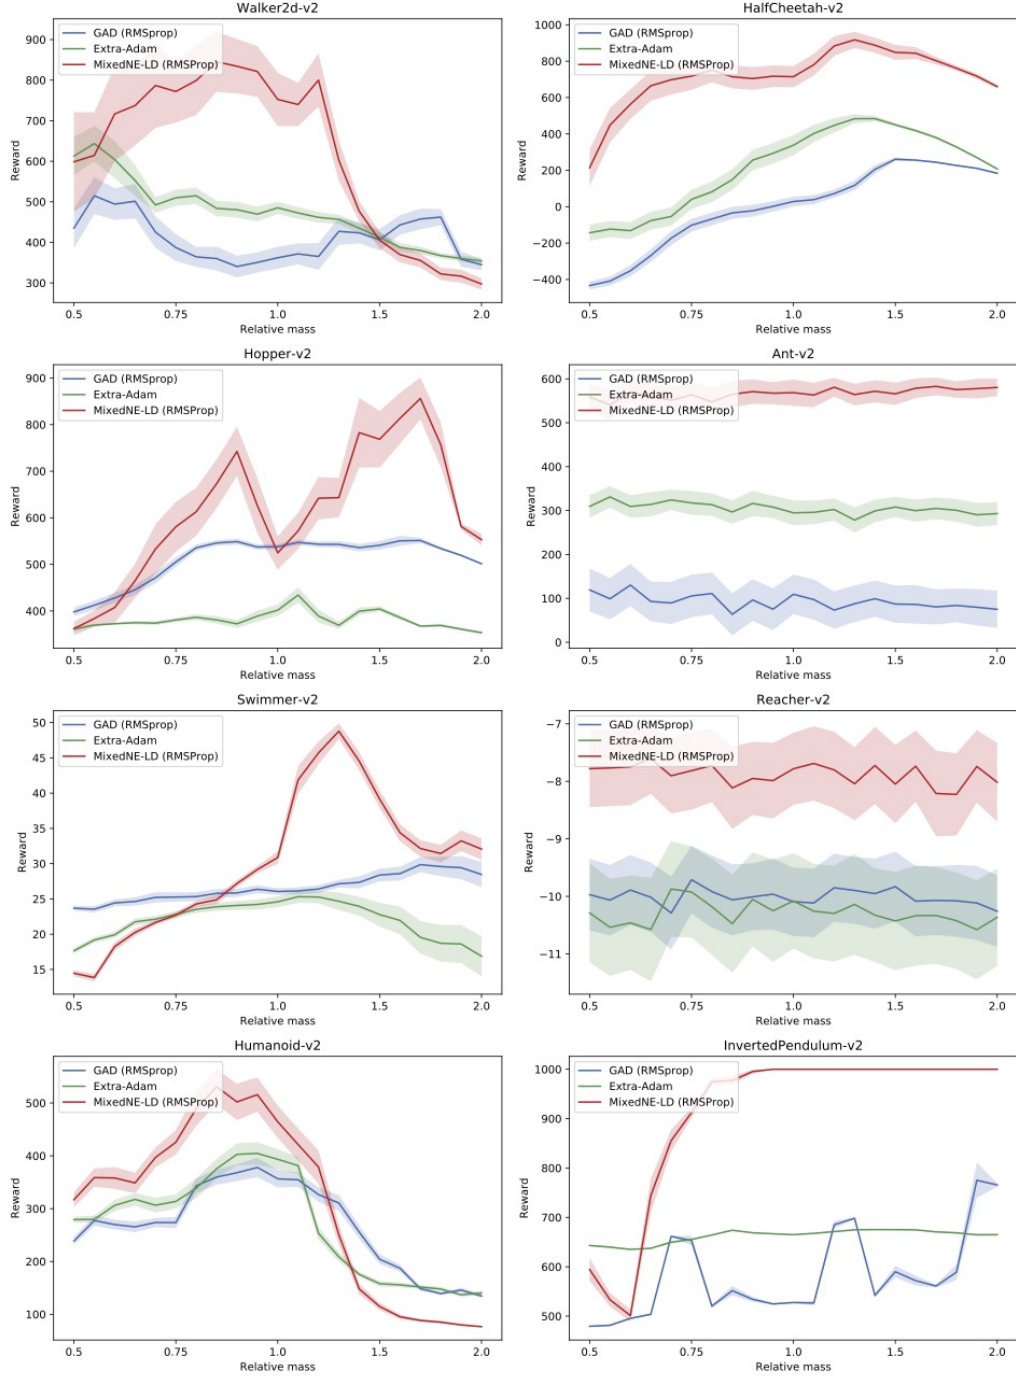 Walker2d-v2
GAD (RMSprop)
Extra-Adam
MixedNE-LD (RMSProp)
Reward
900
800
700
600
500
400
300
0.5
0.75
1.0
1.5
2.0
Relative mass
HalfCheetah-v2
GAD (RMSprop)
Extra-Adam
MixedNE-LD (RMSProp)
Reward
1000
800
600
400
200
0
−200
−400
0.5
0.75
1.0
1.5
2.0
Relative mass
Hopper-v2
GAD (RMSprop)
Extra-Adam
MixedNE-LD (RMSProp)
Reward
900
800
700
600
500
400
0.5
0.75
1.0
1.5
2.0
Relative mass
Ant-v2
GAD (RMSprop)
Extra-Adam
MixedNE-LD (RMSProp)
Reward
600
500
400
300
200
100
0
0.5
0.75
1.0
1.5
2.0
Relative mass
Swimmer-v2
GAD (RMSprop)
Extra-Adam
MixedNE-LD (RMSProp)
Reward
50
45
40
35
30
25
20
15
0.5
0.75
1.0
1.5
2.0
Relative mass
Reacher-v2
GAD (RMSprop)
Extra-Adam
MixedNE-LD (RMSProp)
Reward
−7
−8
−9
−10
−11
0.5
0.75
1.0
1.5
2.0
Relative mass
Humanoid-v2
GAD (RMSprop)
Extra-Adam
MixedNE-LD (RMSProp)
Reward
500
400
300
200
100
0.5
0.75
1.0
1.5
2.0
Relative mass
InvertedPendulum-v2
GAD (RMSprop)
Extra-Adam
MixedNE-LD (RMSProp)
Reward
1000
900
800
700
600
500
0.5
0.75
1.0
1.5
2.0
Relative mass